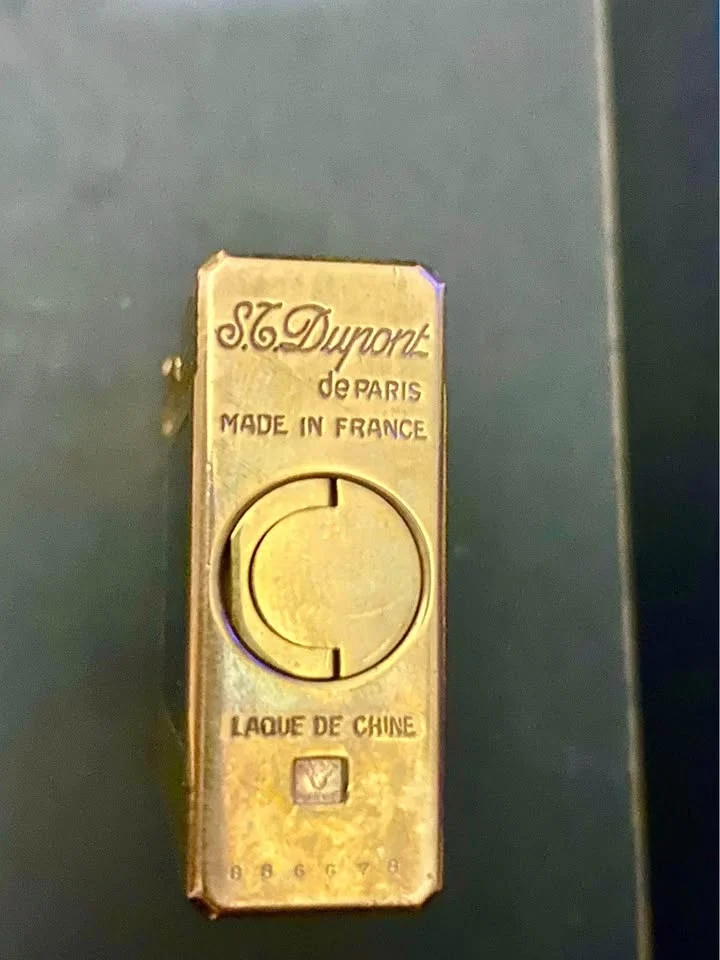 S.T. Dupont
de PARIS
MADE IN FRANCE
LAQUE DE CHINE